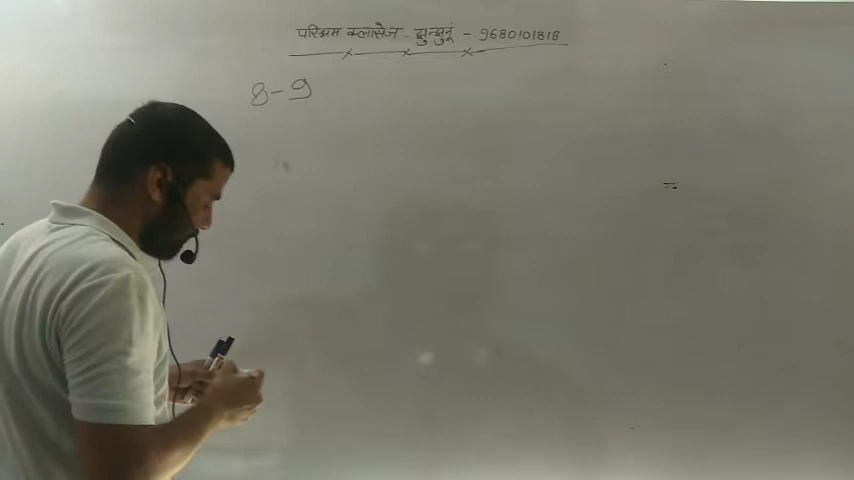 परिश्रम क्लासेज - झुन्झुनूं - 9680101818
8-9
=